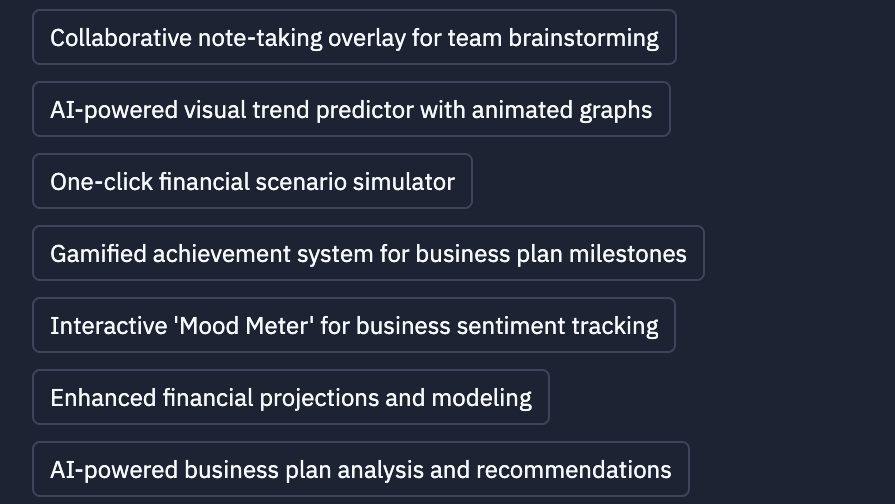 Collaborative note-taking overlay for team brainstorming
AI-powered visual trend predictor with animated graphs
One-click financial scenario simulator
Gamified achievement system for business plan milestones
Interactive 'Mood Meter' for business sentiment tracking
Enhanced financial projections and modeling
AI-powered business plan analysis and recommendations